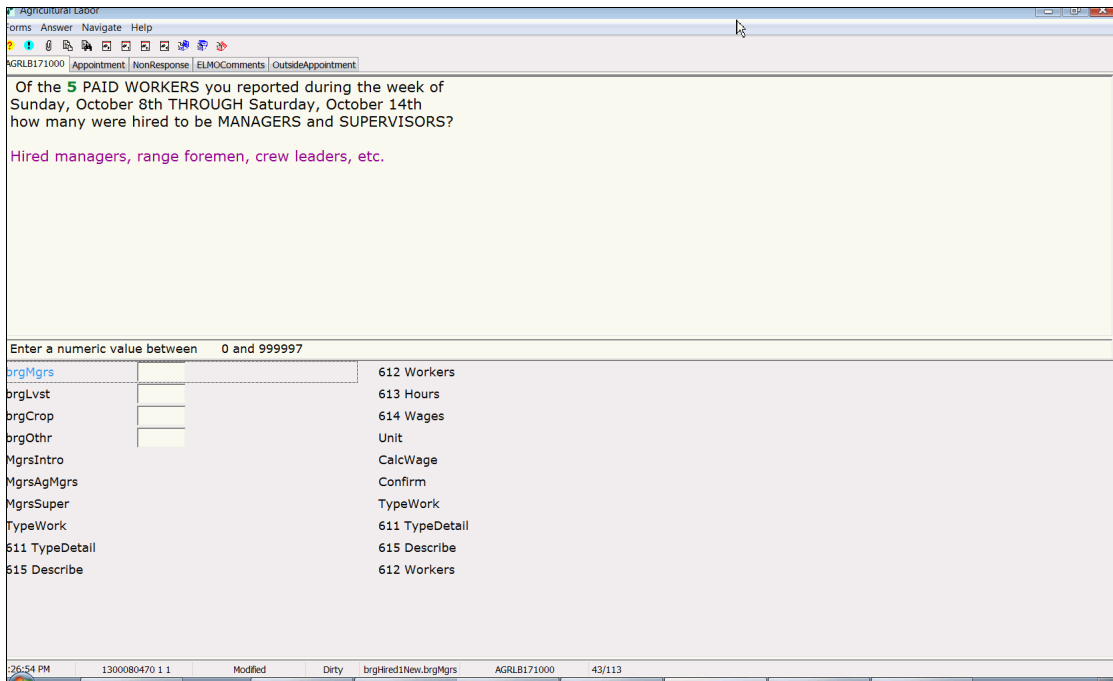 Agricultural Labor
Forms Answer Navigate Help
AGRLB171000 Appointment NonResponse ELMOComments OutsideAppointment
Of the 5 PAID WORKERS you reported during the week of
Sunday, October 8th THROUGH Saturday, October 14th
how many were hired to be MANAGERS and SUPERVISORS?
Hired managers, range foremen, crew leaders, etc.
Enter a numeric value between 0 and 999997
brgMgrs 612 Workers
brgLvst 613 Hours
brgCrop 614 Wages
brgOthr Unit
MgrsIntro CalcWage
MgrsAgMgrs Confirm
MgrsSuper TypeWork
TypeWork 611 TypeDetail
611 TypeDetail 615 Describe
615 Describe 612 Workers
:26:54 PM 1300080470 1 1 Modified Dirty brgHired1New.brgMgrs AGRLB171000 43/113